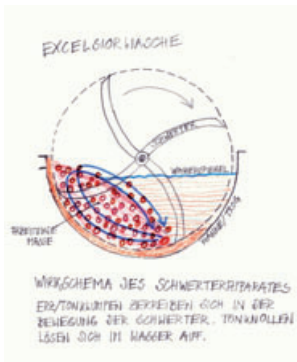 EXCELSIORWÄSCHE
SCHWERTER
WASSERSPIEGEL
MASSE
WIRKSCHEMA DES SCHWERTERAPPARATES
ERZ/TONKLUMPEN ZERREIBEN SICH IN DER
BEWEGUNG DER SCHWERTER. TONKNOLLEN
LÖSEN SICH IM WASSER AUF.